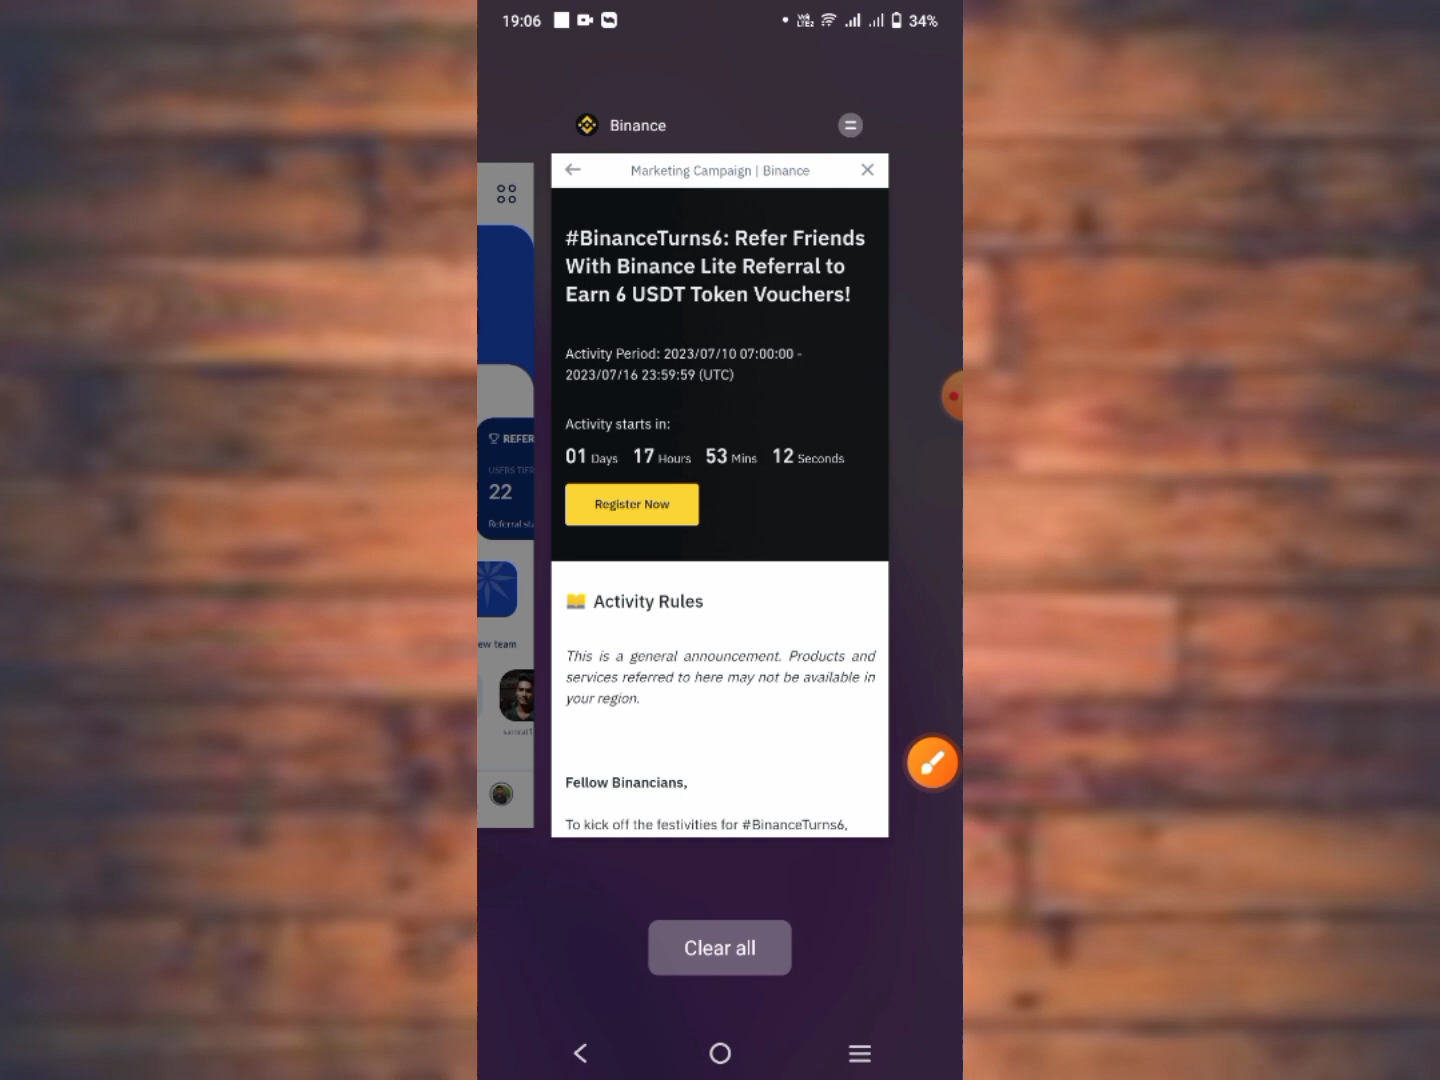 19:06
34%
Binance
Marketing Campaign | Binance
#BinanceTurns6: Refer Friends
With Binance Lite Referral to
Earn 6 USDT Token Vouchers!
Activity Period: 2023/07/10 07:00:00 -
2023/07/16 23:59:59 (UTC)
Activity starts in:
01 Days 17 Hours 53 Mins 12 Seconds
Register Now
Activity Rules
This is a general announcement. Products and
services referred to here may not be available in
your region.
Fellow Binancians,
To kick off the festivities for #BinanceTurns6,
REFER
22
Referral
ew team
Clear all